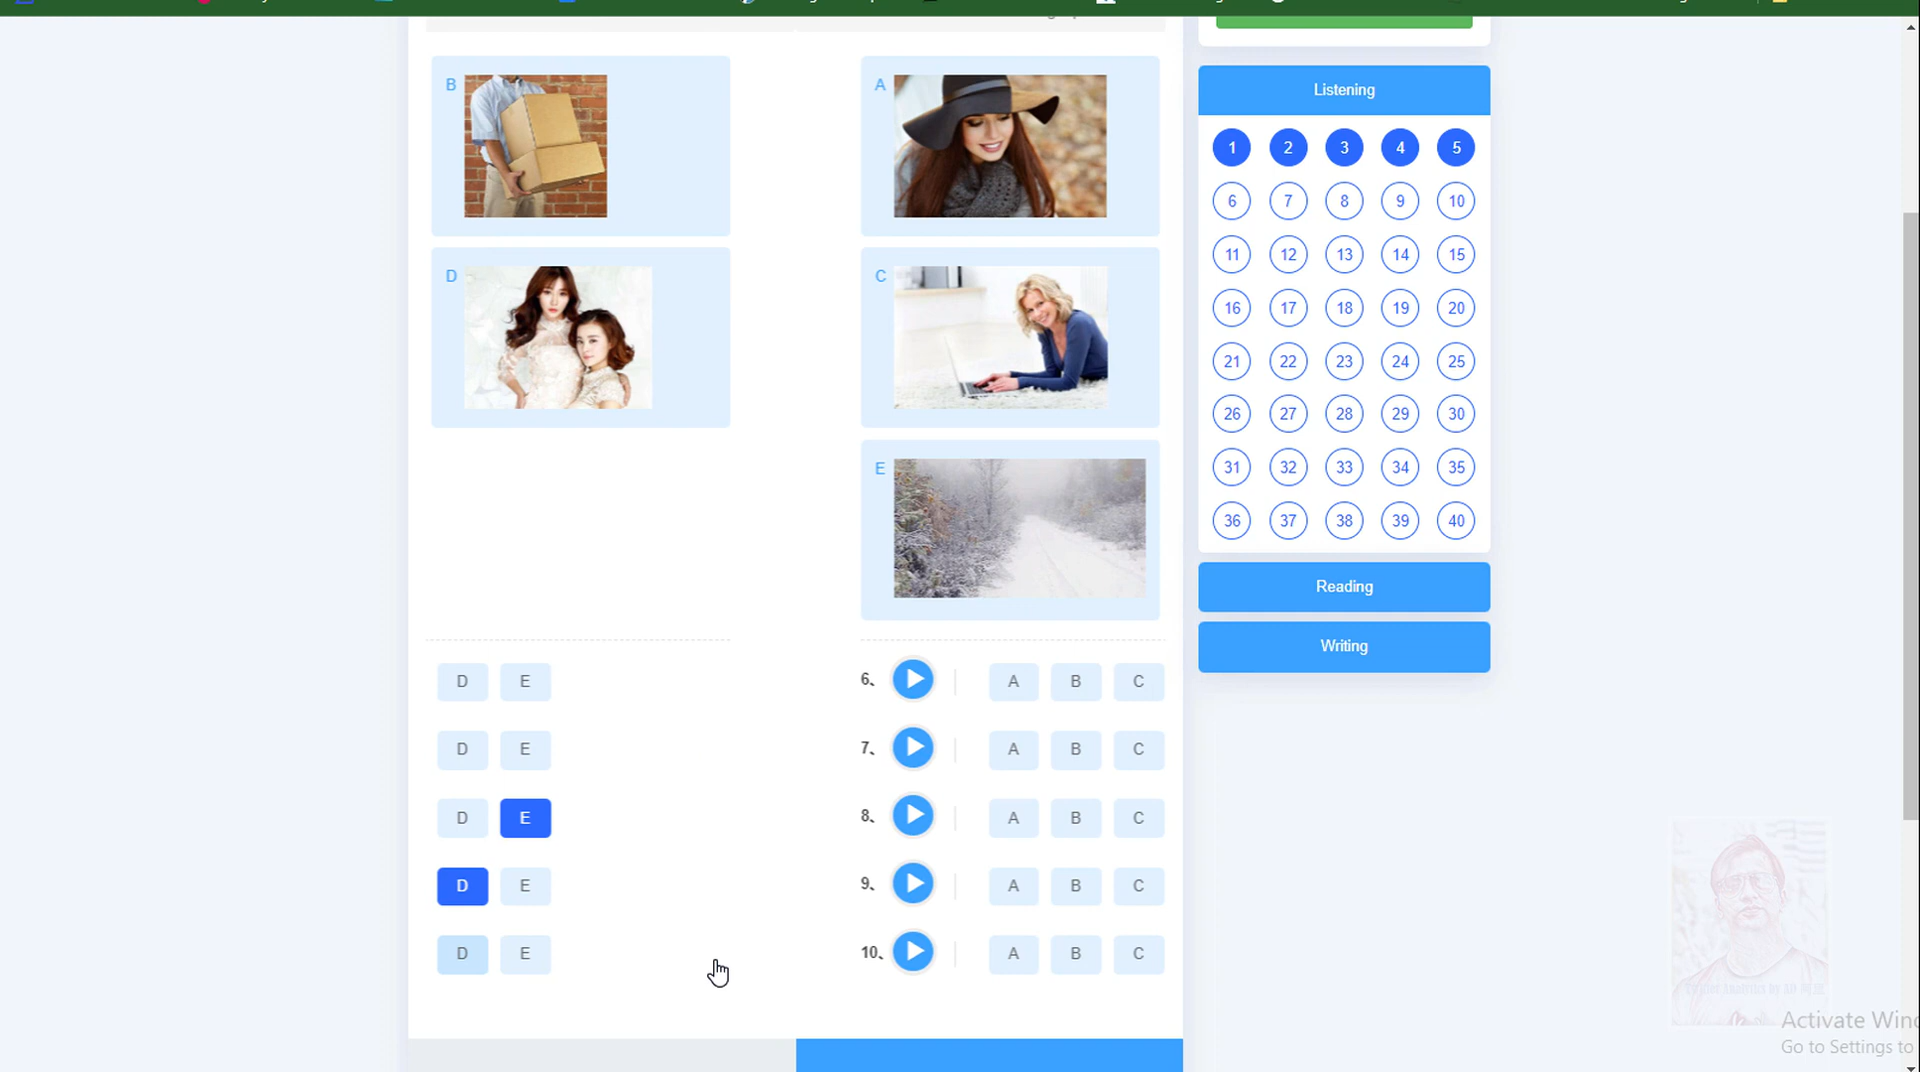 B
A
Listening
1 2 3 4 5
6 7 8 9 10
11 12 13 14 15
D
C
16 17 18 19 20
21 22 23 24 25
26 27 28 29 30
E
31 32 33 34 35
36 37 38 39 40
Reading
Writing
D E
6、 A B C
D E
7、 A B C
D E
8、 A B C
D E
9、 A B C
D E
10、 A B C
Activate Winc
Go to Settings to